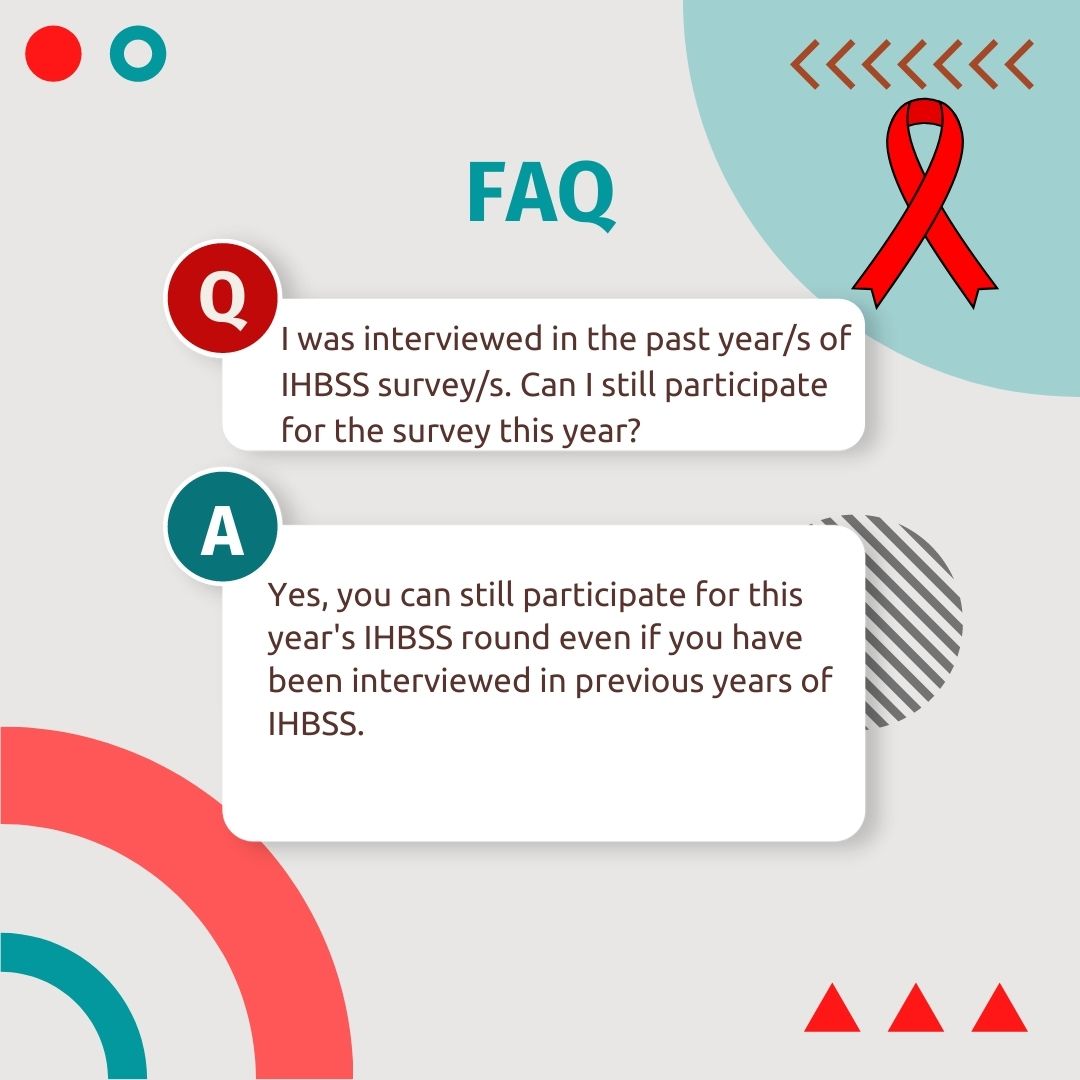 FAQ
Q
I was interviewed in the past year/s of
IHBSS survey/s. Can I still participate
for the survey this year?
A
Yes, you can still participate for this
year's IHBSS round even if you have
been interviewed in previous years of
IHBSS.